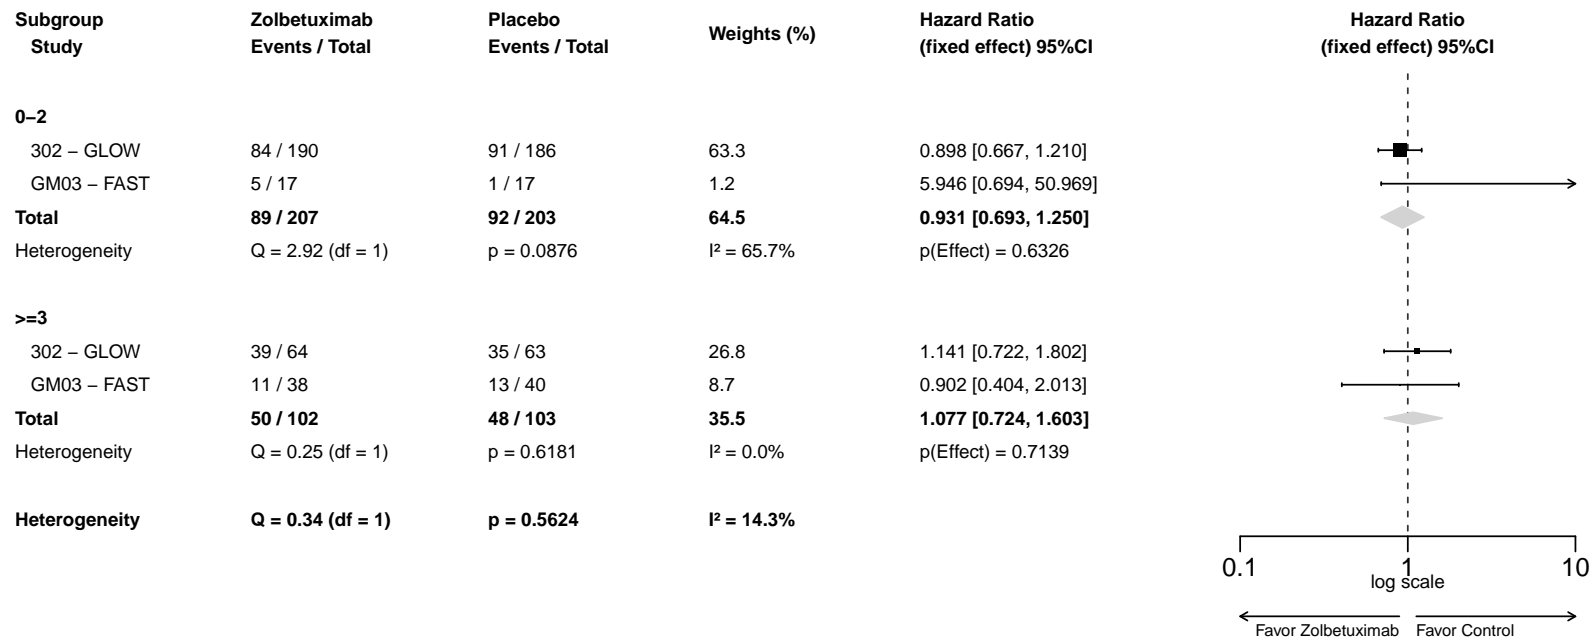 Subgroup Zolbetuximab Placebo Weights (%) Hazard Ratio Hazard Ratio
Study Events / Total Events / Total (fixed effect) 95%CI (fixed effect) 95%CI
0−2
302 − GLOW 84 / 190 91 / 186 63.3 0.898 [0.667, 1.210]
GM03 − FAST 5 / 17 1 / 17 1.2 5.946 [0.694, 50.969]
Total 89 / 207 92 / 203 64.5 0.931 [0.693, 1.250]
Heterogeneity Q = 2.92 (df = 1) p = 0.0876 I² = 65.7% p(Effect) = 0.6326
>=3
302 − GLOW 39 / 64 35 / 63 26.8 1.141 [0.722, 1.802]
GM03 − FAST 11 / 38 13 / 40 8.7 0.902 [0.404, 2.013]
Total 50 / 102 48 / 103 35.5 1.077 [0.724, 1.603]
Heterogeneity Q = 0.25 (df = 1) p = 0.6181 I² = 0.0% p(Effect) = 0.7139
Heterogeneity Q = 0.34 (df = 1) p = 0.5624 I² = 14.3%
0.1 1 10
log scale
Favor Zolbetuximab Favor Control